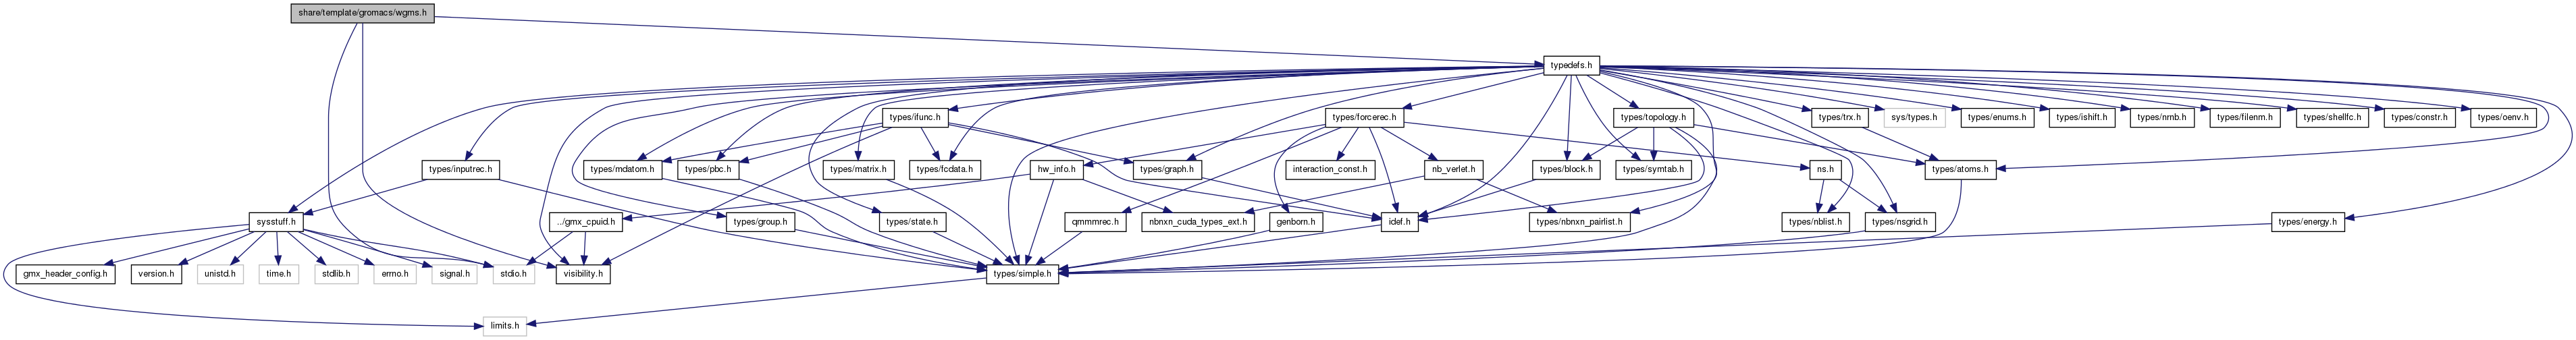 share/template/gromacs/wgms.h
typedefs.h
types/ifunc.h
types/forcerec.h
types/topology.h
types/trx.h
sys/types.h
types/enums.h
types/ishift.h
types/nrnb.h
types/filenm.h
types/shellfc.h
types/constr.h
types/oenv.h
types/inputrec.h
types/mdatom.h
types/pbc.h
types/matrix.h
types/fcdata.h
hw_info.h
types/graph.h
interaction_const.h
nb_verlet.h
types/block.h
types/symtab.h
ns.h
types/atoms.h
sysstuff.h
../gmx_cpuid.h
types/group.h
types/state.h
qmmmrec.h
nbnxn_cuda_types_ext.h
genborn.h
idef.h
types/nbnxn_pairlist.h
types/nblist.h
types/nsgrid.h
types/energy.h
gmx_header_config.h
version.h
unistd.h
time.h
stdlib.h
errno.h
signal.h
stdio.h
visibility.h
types/simple.h
limits.h